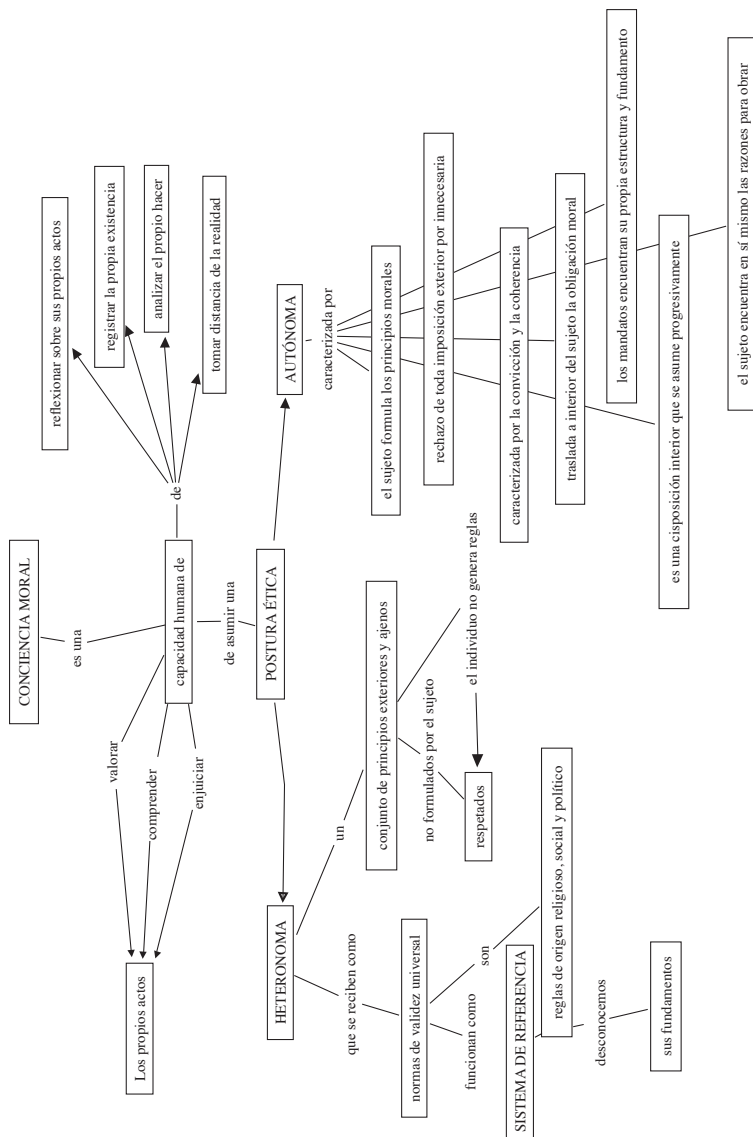 CONCIENCIA MORAL
es una
capacidad humana de
valorar
comprender
enjuiciar
Los propios actos
de
reflexionar sobre sus propios actos
registrar la propia existencia
analizar el propio hacer
tomar distancia de la realidad
de asumir una
POSTURA ÉTICA
HETERONOMA
que se reciben como
normas de validez universal
funcionan como
SISTEMA DE REFERENCIA
son
reglas de origen religioso, social y político
desconocemos
sus fundamentos
un
conjunto de principios exteriores y ajenos
no formulados por el sujeto
respetados
el individuo no genera reglas
AUTÓNOMA
caracterizada por
el sujeto formula los principios morales
rechazo de toda imposición exterior por innecesaria
caracterizada por la convicción y la coherencia
traslada a interior del sujeto la obligación moral
los mandatos encuentran su propia estructura y fundamento
es una cisposición interior que se asume progresivamente
el sujeto encuentra en sí mismo las razones para obrar